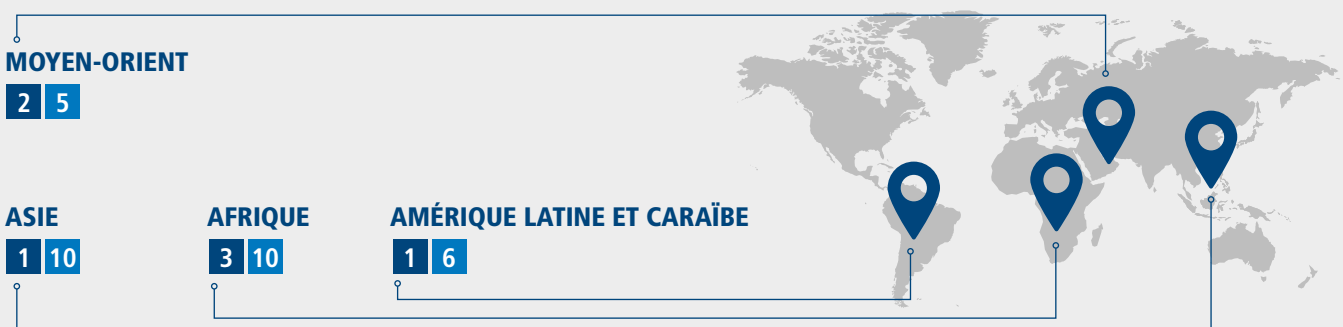 MOYEN-ORIENT
2 5
ASIE
1 10
AFRIQUE
3 10
AMÉRIQUE LATINE ET CARAÏBE
1 6